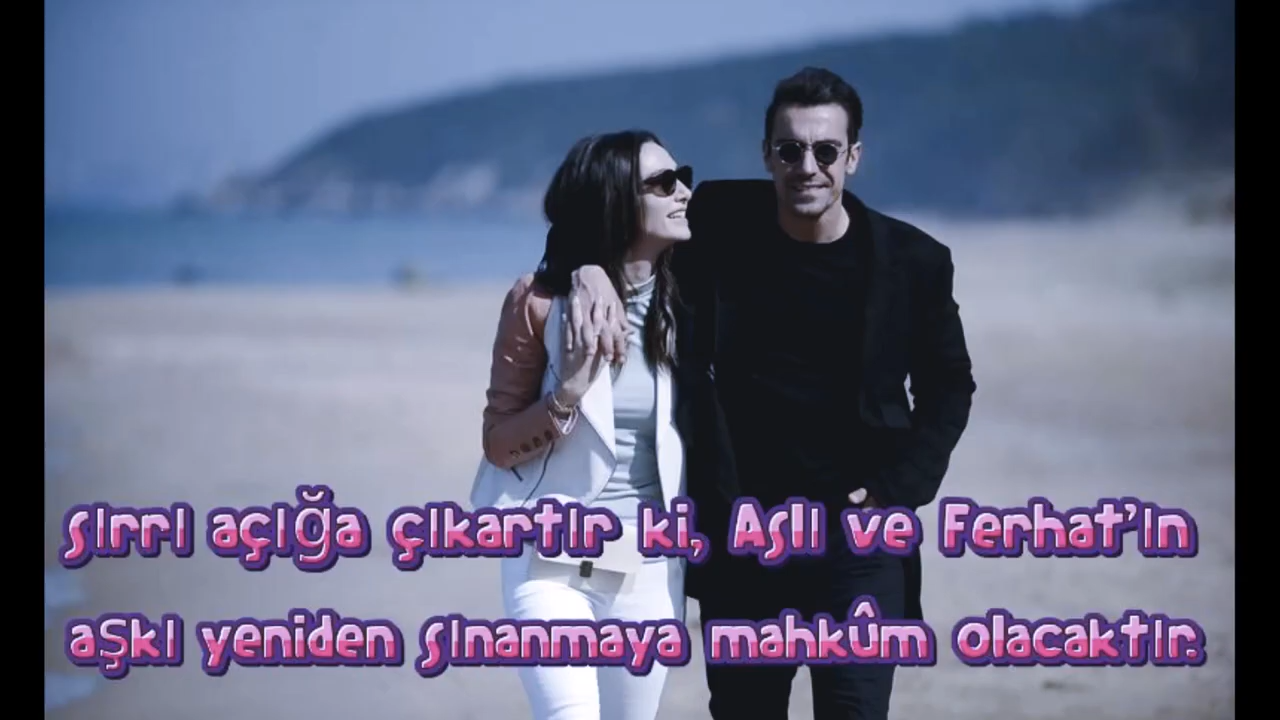 sırrı açığa çıkartır ki, Aslı ve Ferhat'ın
aşkı yeniden sınanmaya mahkûm olacaktır.